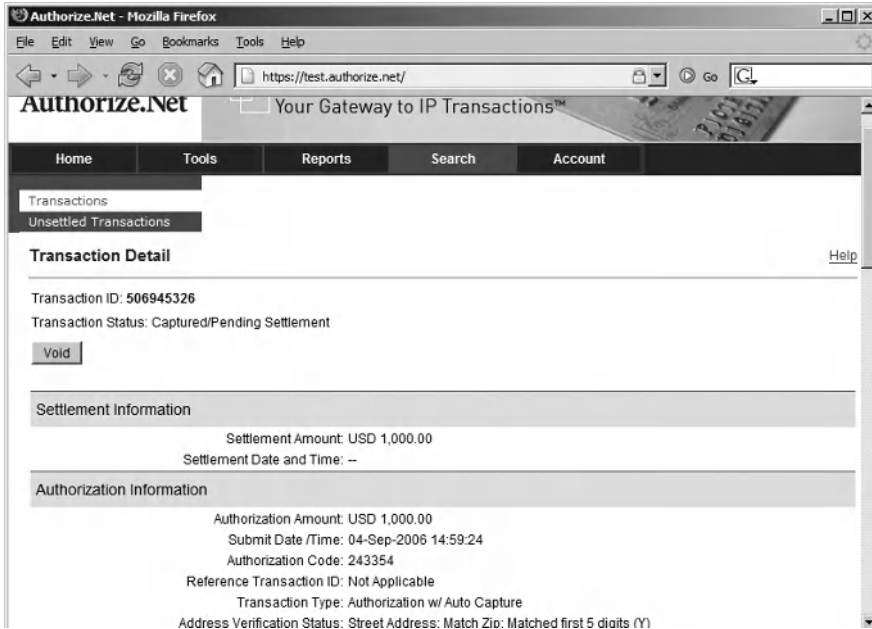 Authorize.Net - Mozilla Firefox
File Edit View Go Bookmarks Tools Help
https://test.authorize.net/ Go G
Authorize.Net Your Gateway to IP Transactions™
Home Tools Reports Search Account
Transactions
Unsettled Transactions
Transaction Detail Help
Transaction ID: 506945326
Transaction Status: Captured/Pending Settlement
Void
Settlement Information
Settlement Amount: USD 1,000.00
Settlement Date and Time: --
Authorization Information
Authorization Amount: USD 1,000.00
Submit Date /Time: 04-Sep-2006 14:59:24
Authorization Code: 243354
Reference Transaction ID: Not Applicable
Transaction Type: Authorization w/ Auto Capture
Address Verification Status: Street Address: Match Zip: Matched first 5 digits (Y)